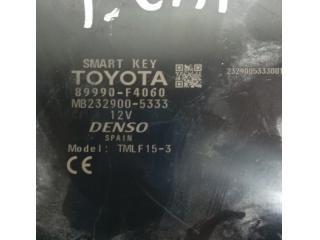 SMART KEY
TOYOTA
89990-F4060
MB232900-5333
12V
DENSO
SPAIN
Model: TMLF15-3
CE